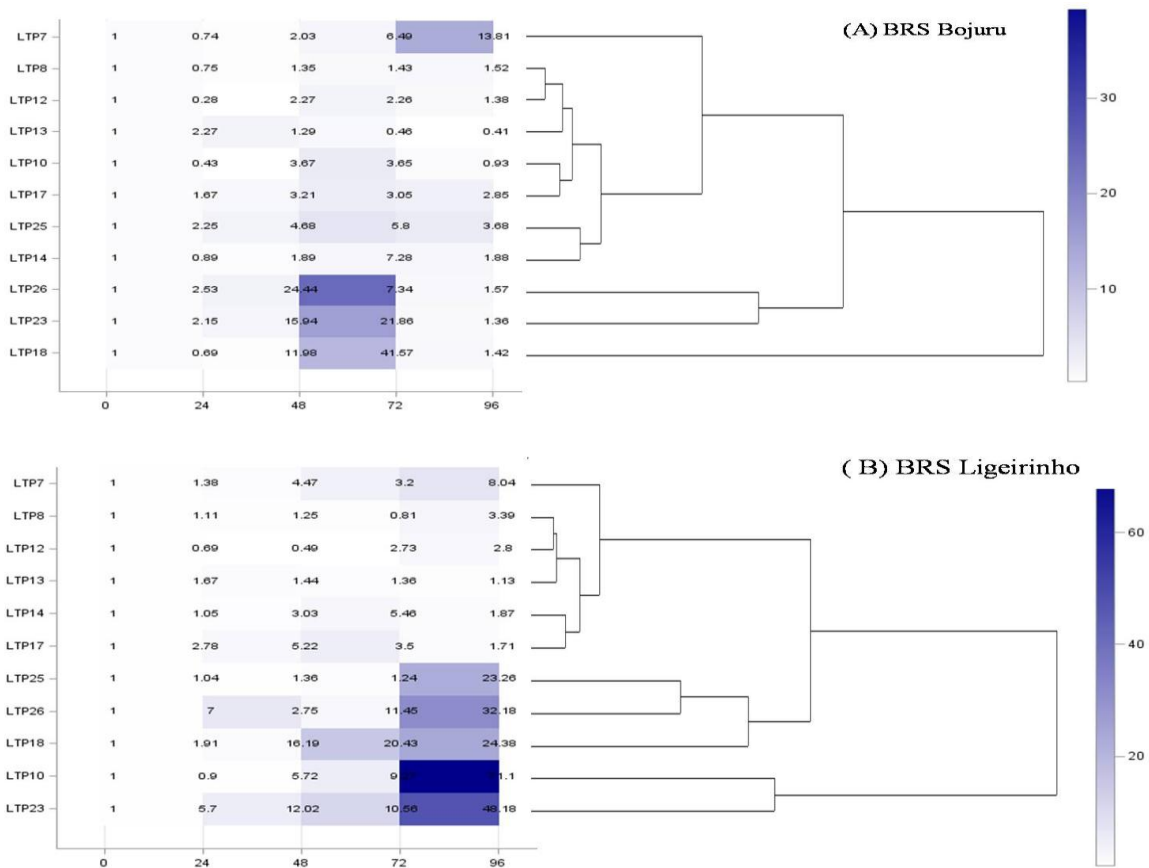 (A) BRS Bojuru
LTP7 1 0.74 2.03 6.49 13.81
LTP8 1 0.75 1.35 1.43 1.52
LTP12 1 0.28 2.27 2.26 1.38
LTP13 1 2.27 1.29 0.46 0.41
LTP10 1 0.43 3.67 3.65 0.93
LTP17 1 1.67 3.21 3.05 2.85
LTP25 1 2.25 4.68 5.8 3.68
LTP14 1 0.89 1.89 7.28 1.88
LTP26 1 2.53 24.44 7.34 1.57
LTP23 1 2.15 15.94 21.86 1.36
LTP18 1 0.69 11.98 41.57 1.42
0 24 48 72 96
30
20
10
( B) BRS Ligeirinho
LTP7 1 1.38 4.47 3.2 8.04
LTP8 1 1.11 1.25 0.81 3.39
LTP12 1 0.69 0.49 2.73 2.8
LTP13 1 1.67 1.44 1.36 1.13
LTP14 1 1.05 3.03 5.46 1.87
LTP17 1 2.78 5.22 3.5 1.71
LTP25 1 1.04 1.36 1.24 23.26
LTP26 1 7 2.75 11.45 32.18
LTP18 1 1.91 16.19 20.43 24.38
LTP10 1 0.9 5.72
LTP23 1 5.7 12.02 10.56 48.18
0 24 48 72 96
60
40
20